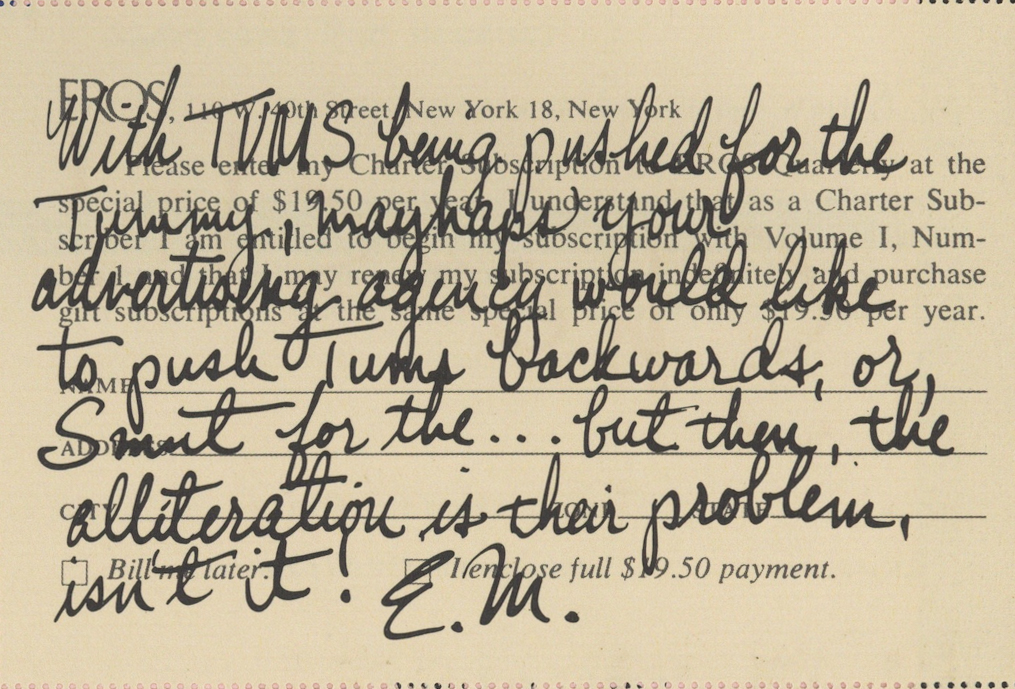 EROS, 110 W. 40th Street, New York 18, New York
Please enter my Charter Subscription to EROS Quarterly at the
special price of $19.50 per year. I understand that as a Charter Sub-
scriber I am entitled to begin my subscription with Volume I, Num-
ber 1 and that I may renew my subscription indefinitely and purchase
gift subscriptions at the same special price of only $19.50 per year.
NAME
ADDRESS
CITY ZONE STATE
Bill me later. I enclose full $19.50 payment.
With TUMS being pushed for the
Tummy, mayhaps your
advertising agency would like
to push Tums backwards, or,
Smut for the... but then, the
alliteration is their problem,
isn't it! E.M.